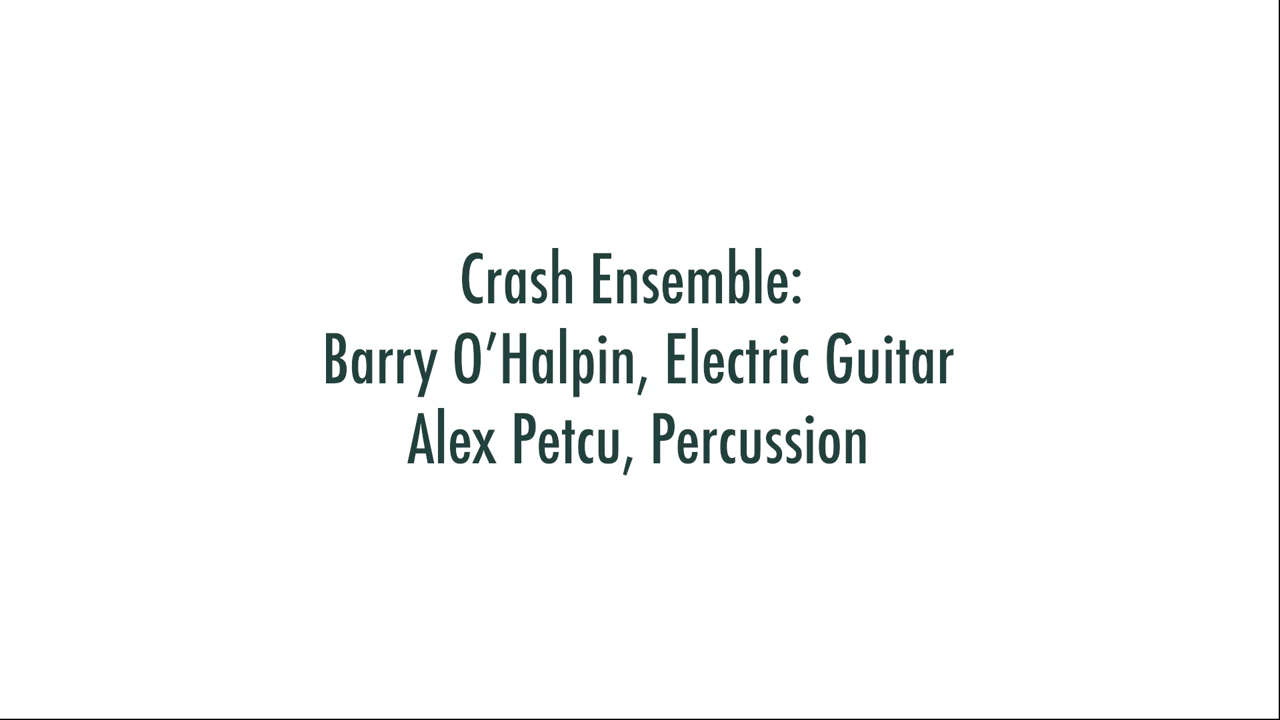 Crash Ensemble:
Barry O’Halpin, Electric Guitar
Alex Petcu, Percussion